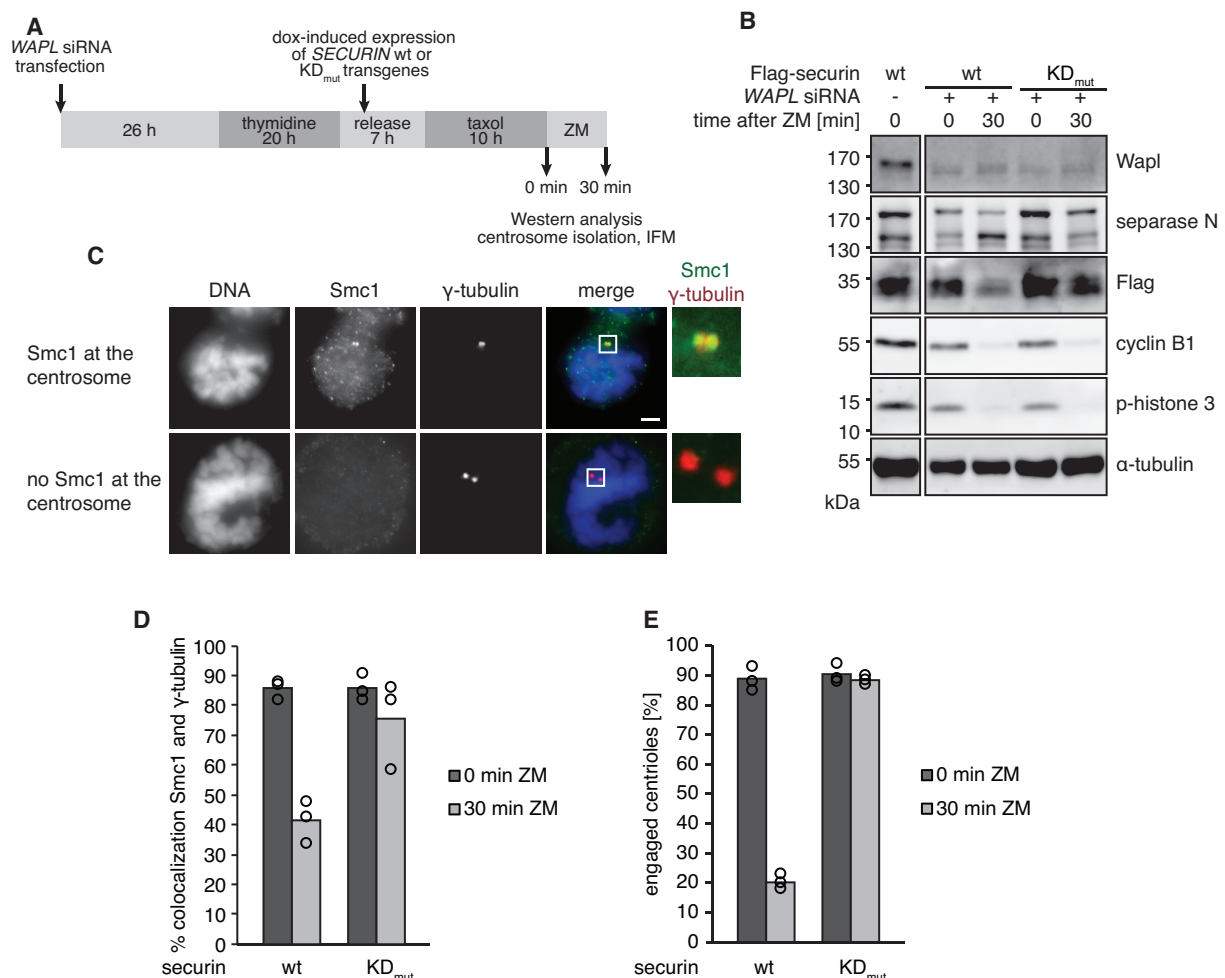 A
WAPL siRNA
transfection
dox-induced expression
of SECURIN wt or
KDmut transgenes
26 h
thymidine
20 h
release
7 h
taxol
10 h
ZM
0 min
30 min
Western analysis
centrosome isolation, IFM
B
Flag-securin wt wt KDmut
WAPL siRNA - + + + +
time after ZM [min] 0 0 30 0 30
170
130
Wapl
170
130
separase N
35
Flag
55
cyclin B1
15
10
p-histone 3
55
α-tubulin
kDa
C
DNA Smc1 γ-tubulin merge
Smc1
γ-tubulin
Smc1 at the
centrosome
no Smc1 at the
centrosome
D
% colocalization Smc1 and γ-tubulin
100
90
80
70
60
50
40
30
20
10
0
securin wt KDmut
0 min ZM
30 min ZM
E
engaged centrioles [%]
100
90
80
70
60
50
40
30
20
10
0
securin wt KDmut
0 min ZM
30 min ZM